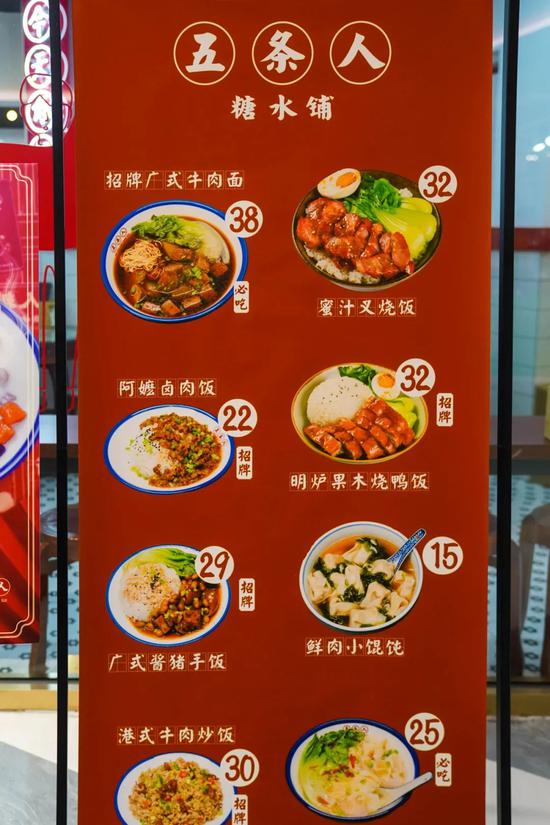 五条人
糖水铺
招牌广式牛肉面
38
必吃
32
蜜汁叉烧饭
阿嬷卤肉饭
22
招牌
32
招牌
明炉果木烧鸭饭
29
招牌
广式酱猪手饭
15
鲜肉小馄饨
港式牛肉炒饭
30
招牌
25
必吃
人